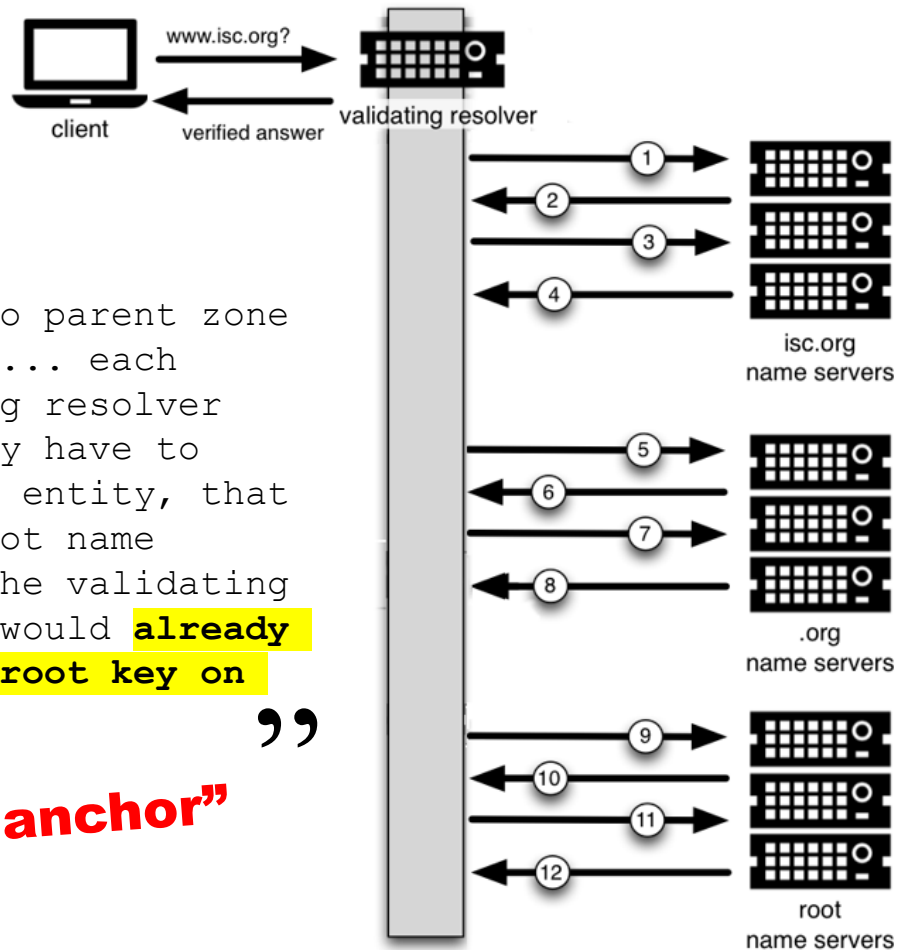 www.isc.org?
client
verified answer
validating resolver
1
2
3
4
isc.org
name servers
o parent zone
... each
g resolver
y have to
entity, that
ot name
he validating
would already
root key on
”
anchor”
5
6
7
8
.org
name servers
9
10
11
12
root
name servers